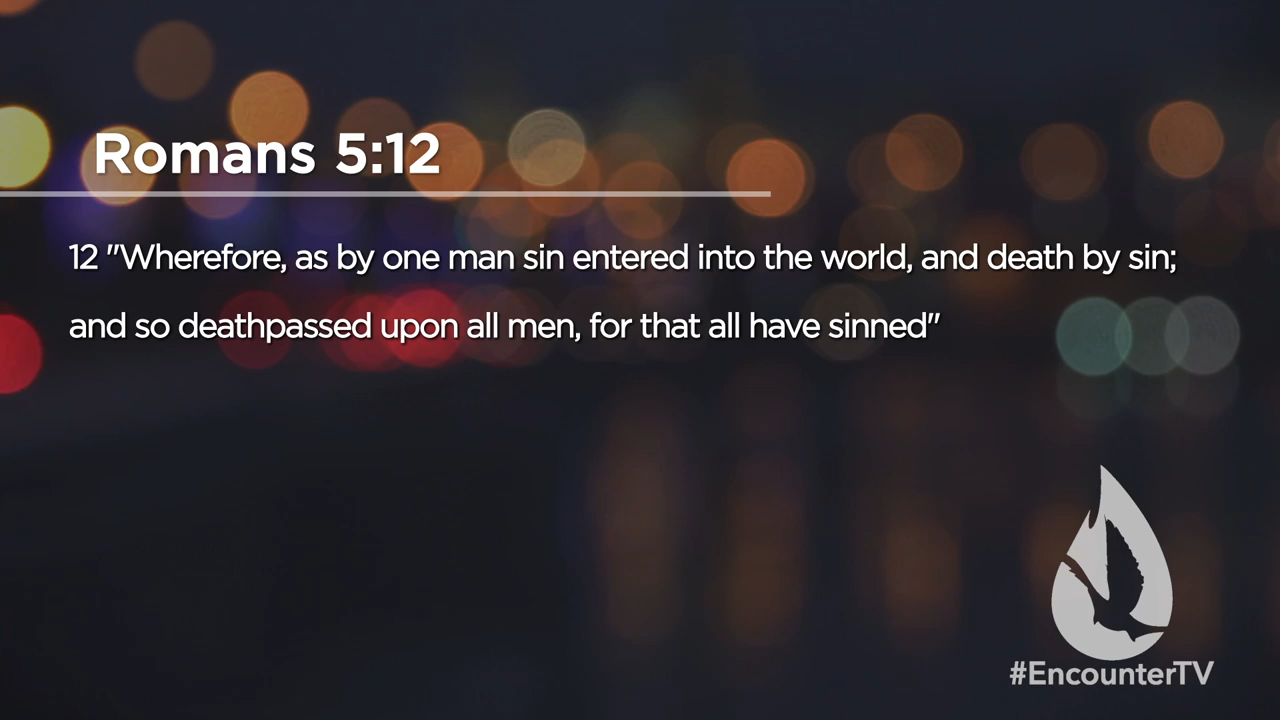 Romans 5:12
12 "Wherefore, as by one man sin entered into the world, and death by sin;
and so deathpassed upon all men, for that all have sinned"
#EncounterTV